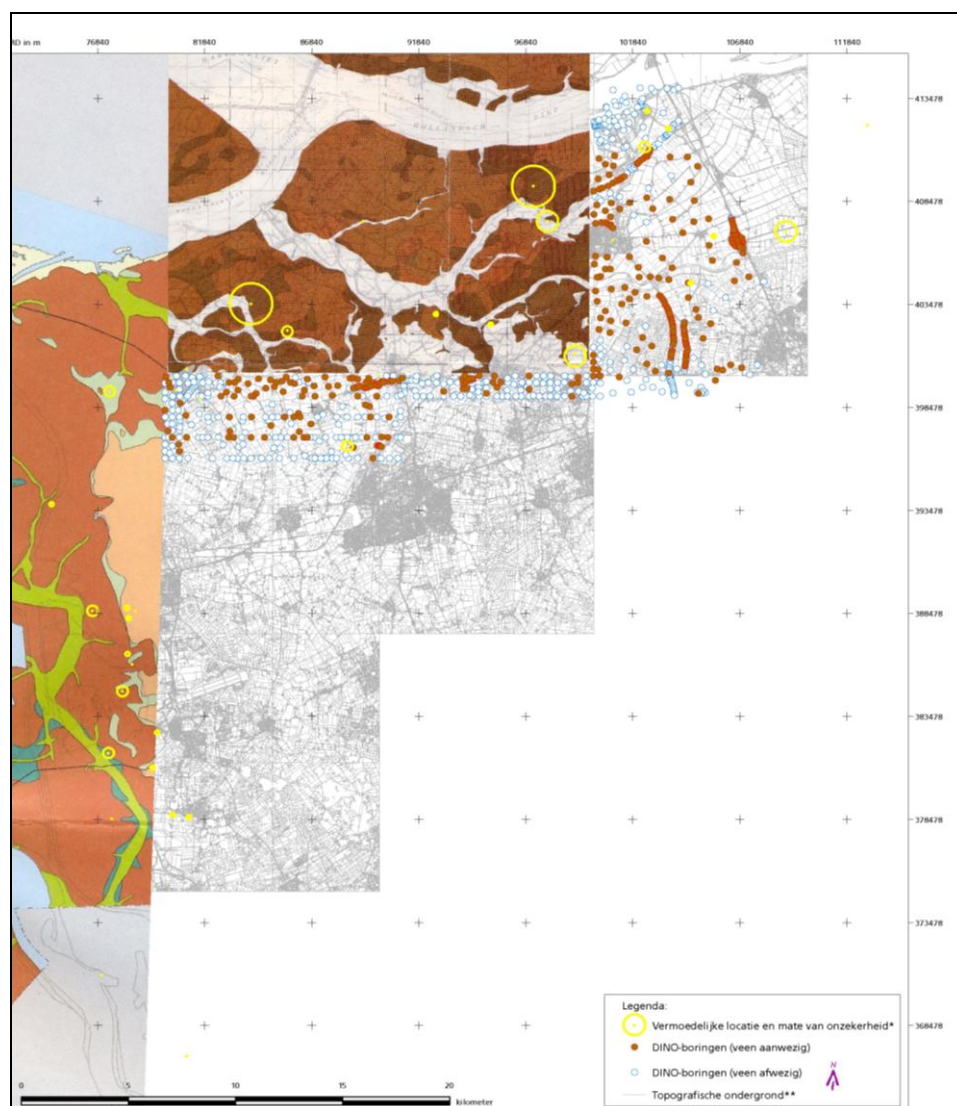 RD in m
76840 81840 86840 91840 96840 101840 106840 111840
413478
408478
403478
398478
393478
388478
383478
378478
373478
368478
HOLLANDSCH DIEP
Legenda:
Vermoedelijke locatie en mate van onzekerheid*
DINO-boringen (veen aanwezig)
DINO-boringen (veen afwezig)
N
Topografische ondergrond**
0 5 10 15 20
kilometer